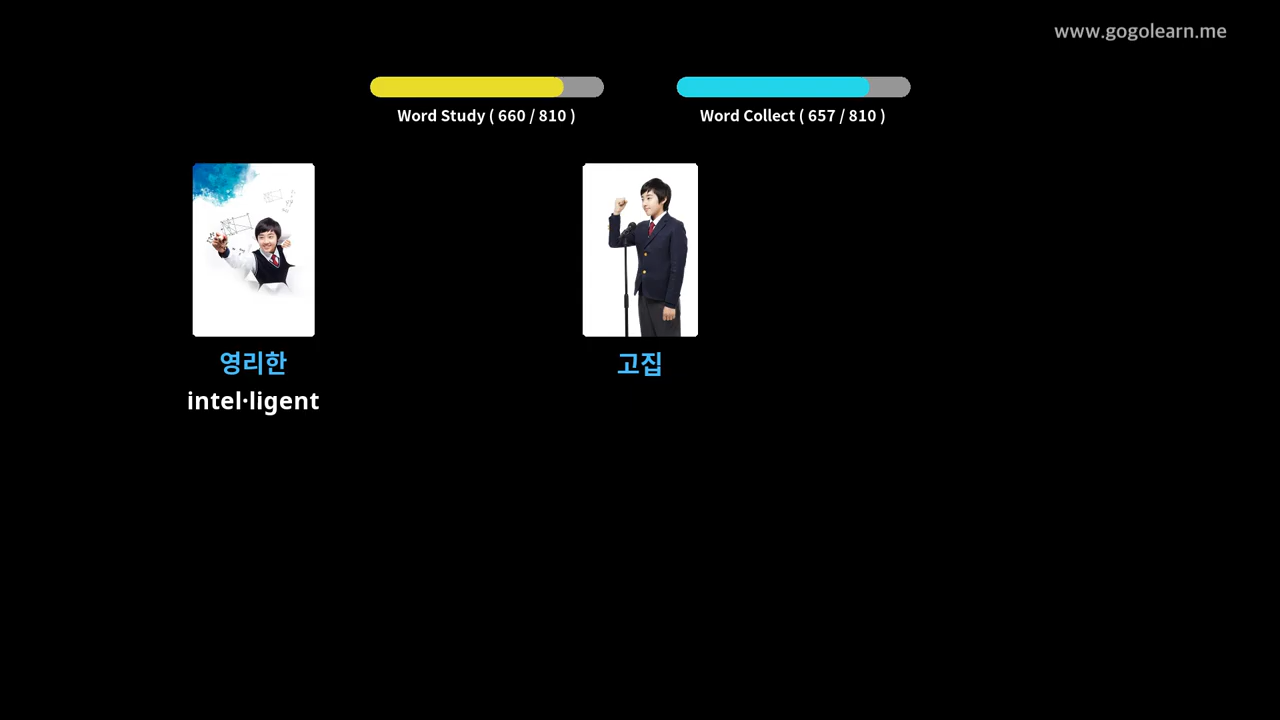 www.gogolearn.me
Word Study ( 660 / 810 )
Word Collect ( 657 / 810 )
영리한
intel·ligent
고집